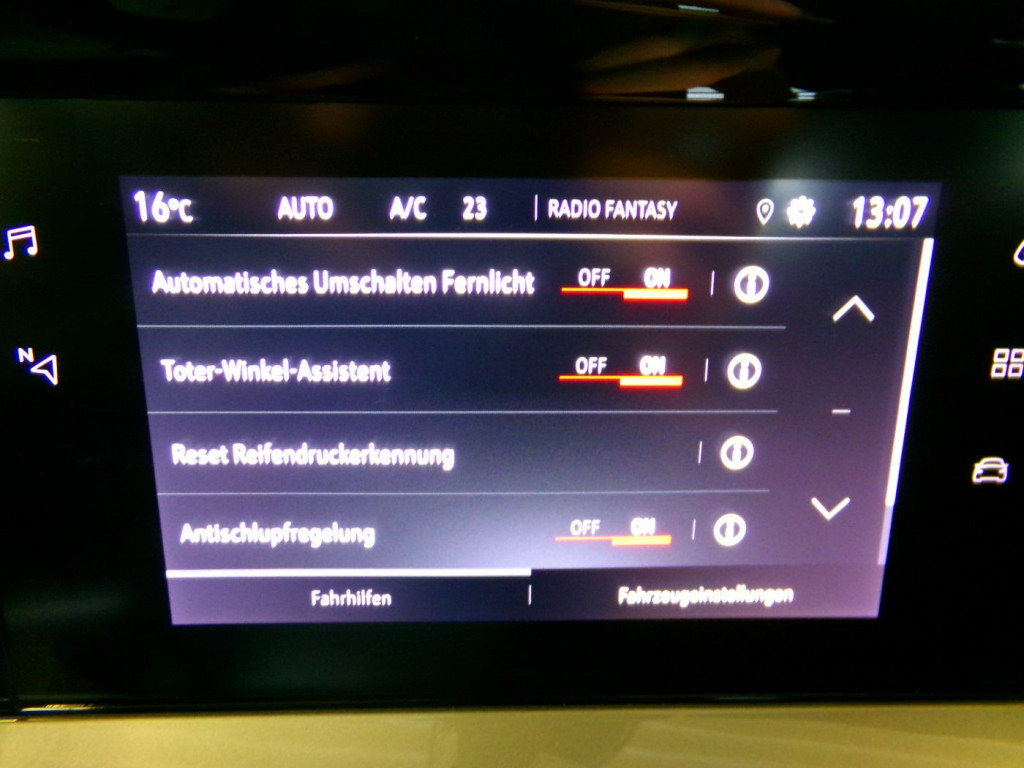 16°C AUTO A/C 23 RADIO FANTASY 13:07
Automatisches Umschalten Fernlicht OFF ON
N
Toter-Winkel-Assistent OFF ON
Reset Reifendruckerkennung
Antischlupfregelung OFF ON
Fahrhilfen Fahrzeugeinstellungen